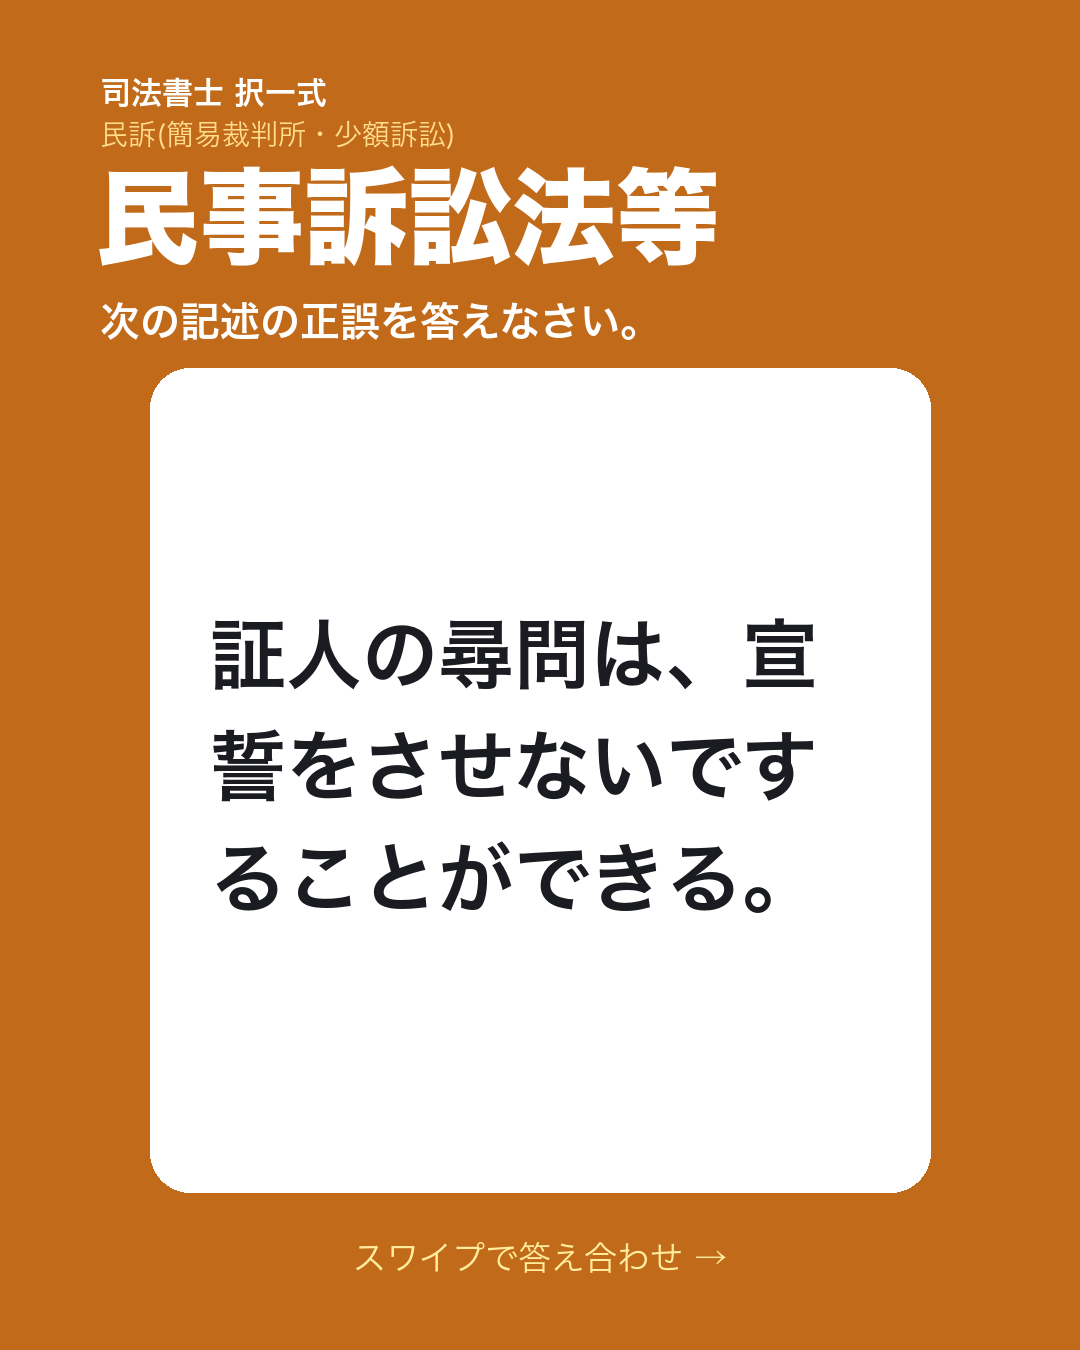 司法書士 択一式
民訴(簡易裁判所・少額訴訟)
民事訴訟法等
次の記述の正誤を答えなさい。
証人の尋問は、宣
誓をさせないです
ることができる。
スワイプで答え合わせ →